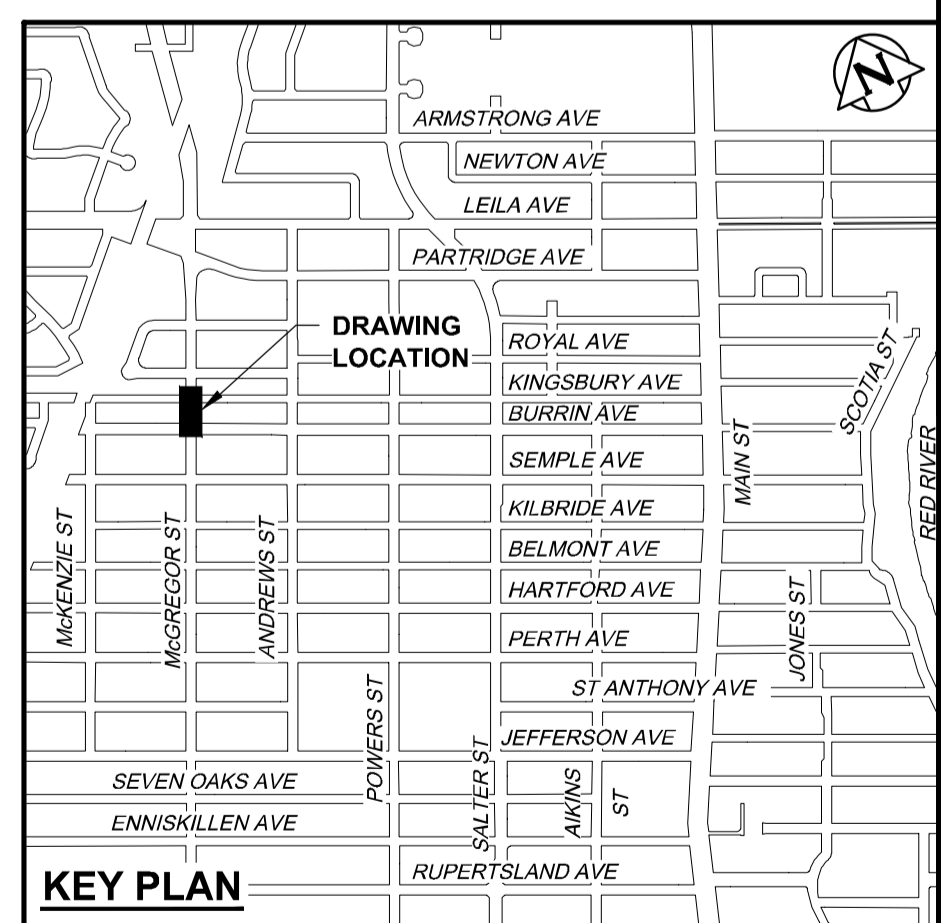 N
ARMSTRONG AVE
NEWTON AVE
LEILA AVE
PARTRIDGE AVE
DRAWING
LOCATION
ROYAL AVE
KINGSBURY AVE
BURRIN AVE
SEMPLE AVE
KILBRIDE AVE
BELMONT AVE
HARTFORD AVE
PERTH AVE
ST ANTHONY AVE
JEFFERSON AVE
SEVEN OAKS AVE
ENNISKILLEN AVE
RUPERTSLAND AVE
McKENZIE ST
McGREGOR ST
ANDREWS ST
POWERS ST
SALTER ST
AIKINS
ST
MAIN ST
JONES ST
SCOTIA ST
RED RIVER
KEY PLAN